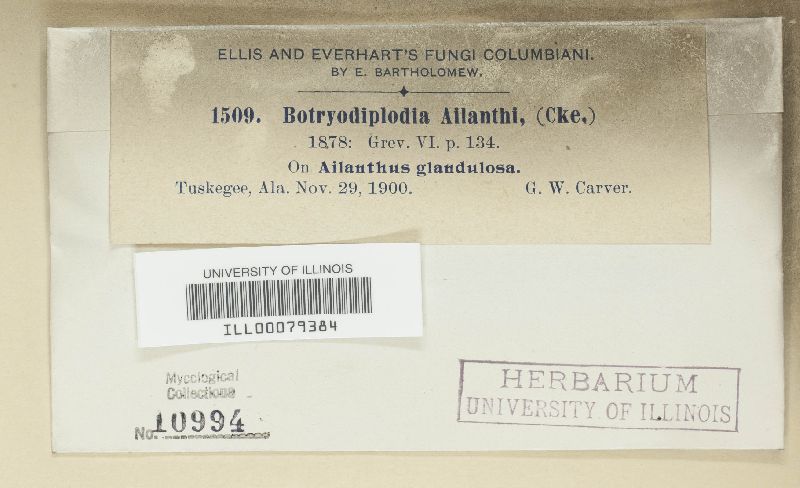 ELLIS AND EVERHART'S FUNGI COLUMBIANI.
BY E. BARTHOLOMEW.
1509. Botryodiplodia Ailanthi, (Cke.)
1878: Grev. VI. p. 134.
On Ailanthus glandulosa.
Tuskegee, Ala. Nov. 29, 1900. G. W. Carver.
UNIVERSITY OF ILLINOIS
ILL00079384
Mycological
Collections
No. 10994
HERBARIUM
UNIVERSITY OF ILLINOIS